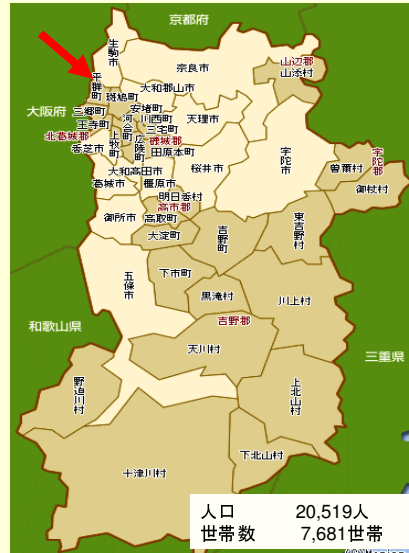 京都府
生駒市
奈良市
山辺郡
山添村
平群町
斑鳩町
大和郡山市
大阪府
三郷町
安堵町
川西町
天理市
王寺町
河合町
三宅町
北葛城郡
上牧町
広陵町
磯城郡
香芝市
田原本町
宇陀市
宇陀郡
大和高田市
桜井市
曽爾村
葛城市
橿原市
御杖村
明日香村
高市郡
御所市
高取町
東吉野村
大淀町
吉野町
五條市
下市町
黒滝村
川上村
和歌山県
吉野郡
天川村
三重県
野迫川村
上北山村
下北山村
十津川村
人口 20,519人
世帯数 7,681世帯